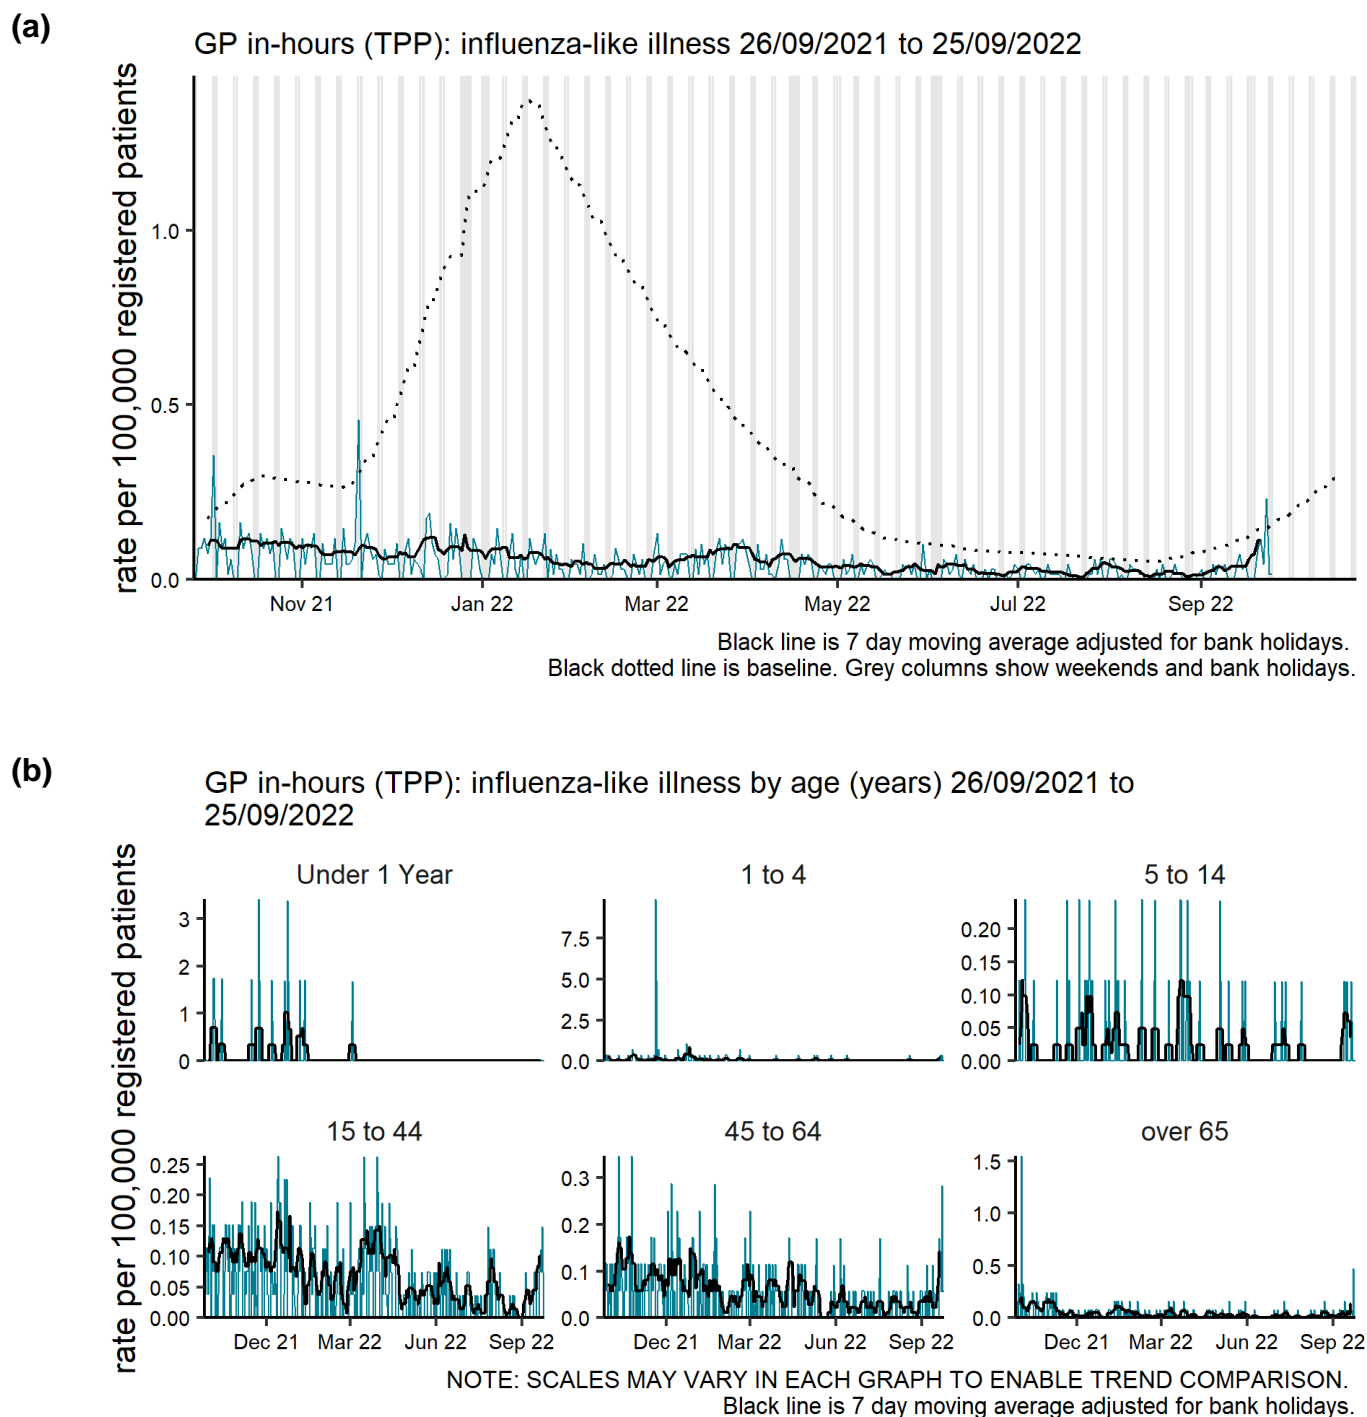 (a)
GP in-hours (TPP): influenza-like illness 26/09/2021 to 25/09/2022
rate per 100,000 registered patients
1.0
0.5
0.0
Nov 21 Jan 22 Mar 22 May 22 Jul 22 Sep 22
Black line is 7 day moving average adjusted for bank holidays.
Black dotted line is baseline. Grey columns show weekends and bank holidays.
(b)
GP in-hours (TPP): influenza-like illness by age (years) 26/09/2021 to
25/09/2022
rate per 100,000 registered patients
Under 1 Year
3
2
1
0
1 to 4
7.5
5.0
2.5
0.0
5 to 14
0.20
0.15
0.10
0.05
0.00
15 to 44
0.25
0.20
0.15
0.10
0.05
0.00
Dec 21 Mar 22 Jun 22 Sep 22
45 to 64
0.3
0.2
0.1
0.0
Dec 21 Mar 22 Jun 22 Sep 22
over 65
1.5
1.0
0.5
0.0
Dec 21 Mar 22 Jun 22 Sep 22
NOTE: SCALES MAY VARY IN EACH GRAPH TO ENABLE TREND COMPARISON.
Black line is 7 day moving average adjusted for bank holidays.